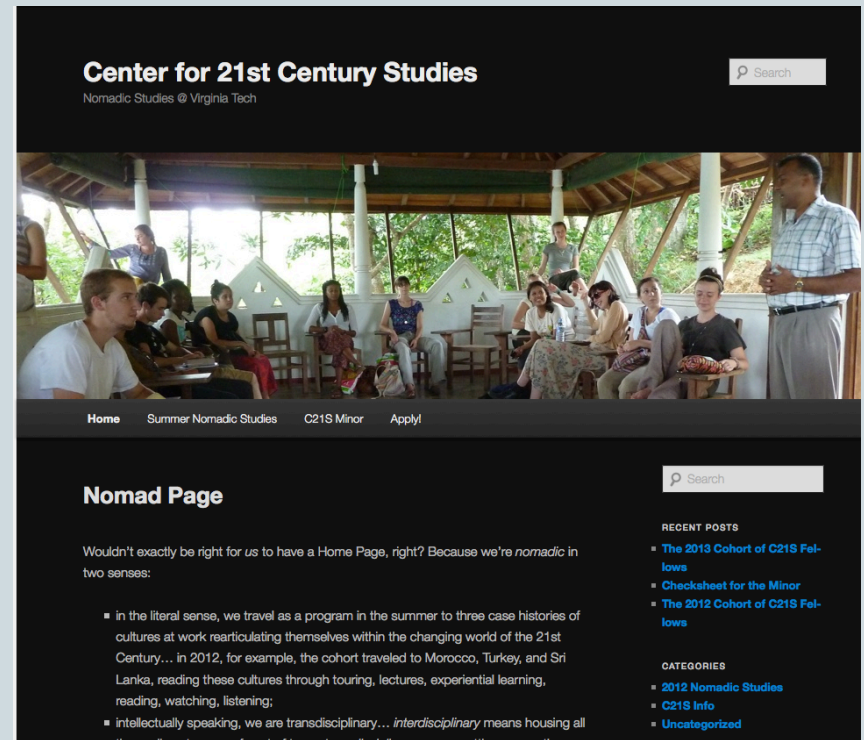 Center for 21st Century Studies
Nomadic Studies @ Virginia Tech
Search
Home Summer Nomadic Studies C21S Minor Apply!
Nomad Page
Wouldn't exactly be right for us to have a Home Page, right? Because we're nomadic in
two senses:
in the literal sense, we travel as a program in the summer to three case histories of
cultures at work rearticulating themselves within the changing world of the 21st
Century… in 2012, for example, the cohort traveled to Morocco, Turkey, and Sri
Lanka, reading these cultures through touring, lectures, experiential learning,
reading, watching, listening;
intellectually speaking, we are transdisciplinary… interdisciplinary means housing all
Search
RECENT POSTS
The 2013 Cohort of C21S Fel-
lows
Checksheet for the Minor
The 2012 Cohort of C21S Fel-
lows
CATEGORIES
2012 Nomadic Studies
C21S Info
Uncategorized